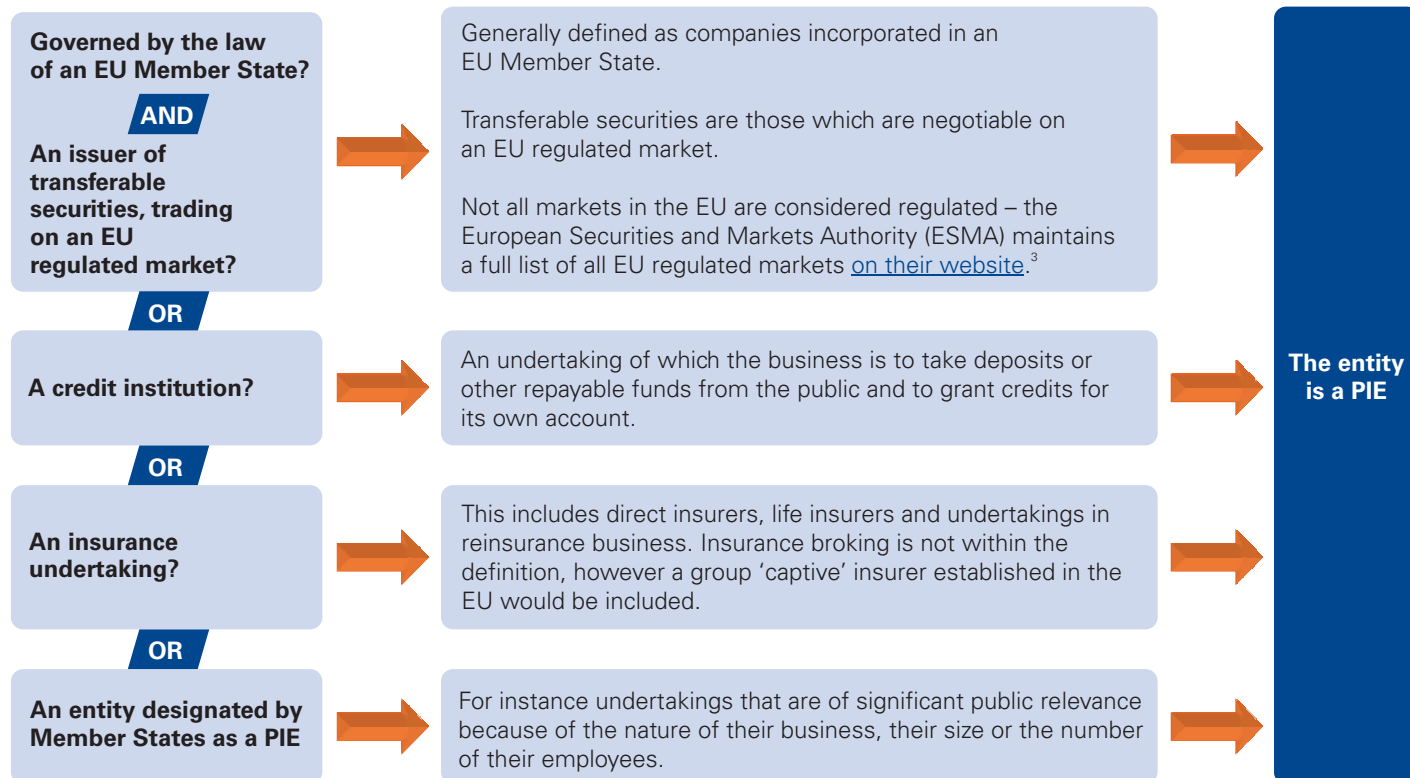 Governed by the law
of an EU Member State?
AND
An issuer of
transferable
securities, trading
on an EU
regulated market?
Generally defined as companies incorporated in an
EU Member State.
Transferable securities are those which are negotiable on
an EU regulated market.
Not all markets in the EU are considered regulated – the
European Securities and Markets Authority (ESMA) maintains
a full list of all EU regulated markets on their website.³
OR
A credit institution?
An undertaking of which the business is to take deposits or
other repayable funds from the public and to grant credits for
its own account.
OR
An insurance
undertaking?
This includes direct insurers, life insurers and undertakings in
reinsurance business. Insurance broking is not within the
definition, however a group ‘captive’ insurer established in the
EU would be included.
OR
An entity designated by
Member States as a PIE
For instance undertakings that are of significant public relevance
because of the nature of their business, their size or the number
of their employees.
The entity
is a PIE